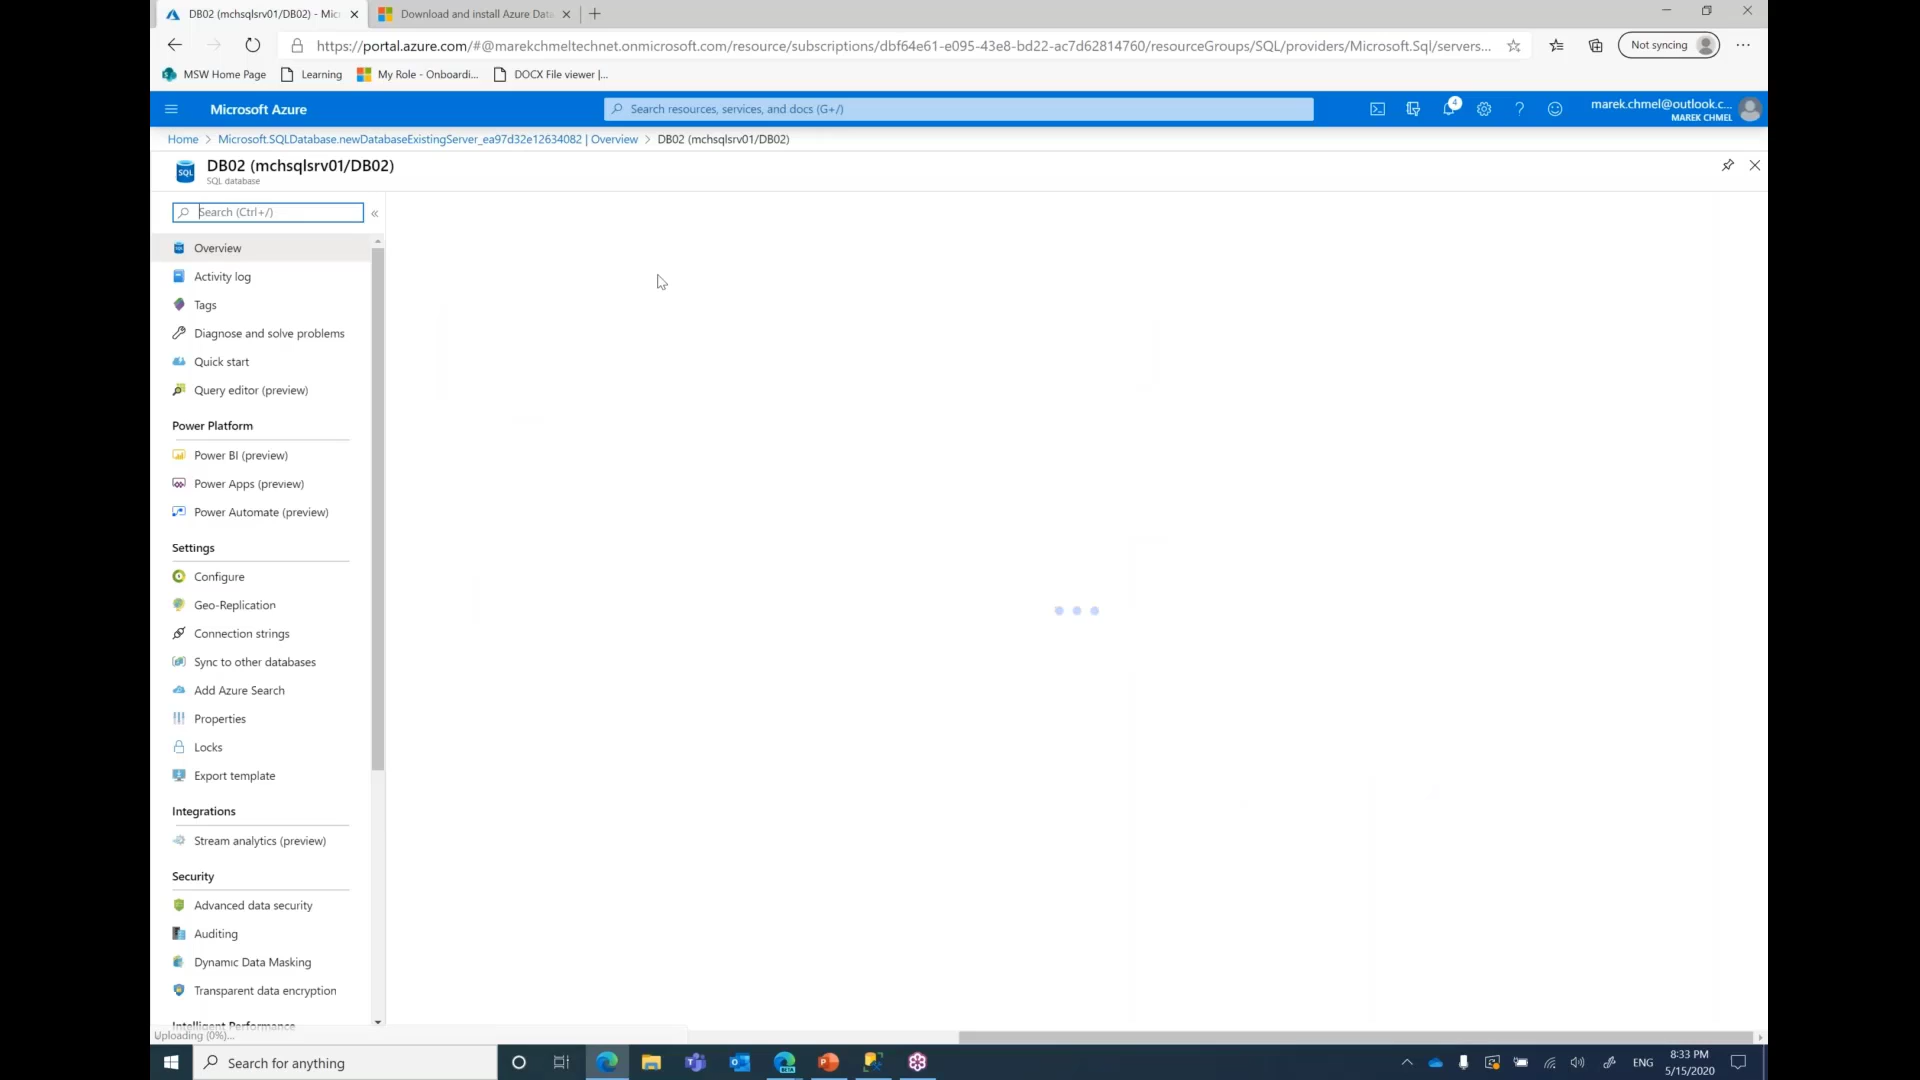 DB02 (mchsqlsrv01/DB02) - Mic
Download and install Azure Data
https://portal.azure.com/#@marekchmeltechnet.onmicrosoft.com/resource/subscriptions/dbf64e61-e095-43e8-bd22-ac7d62814760/resourceGroups/SQL/providers/Microsoft.Sql/servers...
Not syncing
MSW Home Page
Learning
My Role - Onboardi...
DOCX File viewer |...
Microsoft Azure
Search resources, services, and docs (G+/)
4
marek.chmel@outlook.c...
MAREK CHMEL
Home > Microsoft.SQLDatabase.newDatabaseExistingServer_ea97d32e12634082 | Overview > DB02 (mchsqlsrv01/DB02)
SQL
DB02 (mchsqlsrv01/DB02)
SQL database
Search (Ctrl+/)
Overview
Activity log
Tags
Diagnose and solve problems
Quick start
Query editor (preview)
Power Platform
Power BI (preview)
Power Apps (preview)
Power Automate (preview)
Settings
Configure
Geo-Replication
Connection strings
Sync to other databases
Add Azure Search
Properties
Locks
Export template
Integrations
Stream analytics (preview)
Security
Advanced data security
Auditing
Dynamic Data Masking
Transparent data encryption
Intelligent Performance
Uploading (0%)...
Search for anything
ENG
8:33 PM
5/15/2020